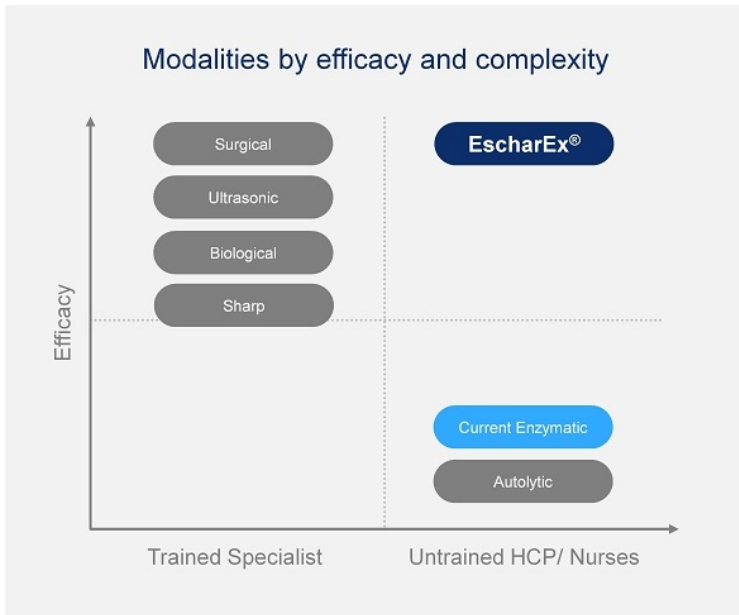 Modalities by efficacy and complexity
Surgical
EscharEx®
Ultrasonic
Biological
Sharp
Efficacy
Current Enzymatic
Autolytic
Trained Specialist
Untrained HCP/ Nurses